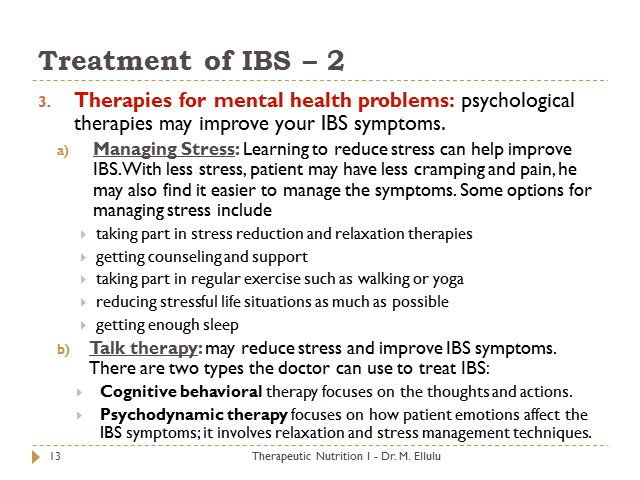 Treatment of IBS – 2
3. Therapies for mental health problems: psychological
therapies may improve your IBS symptoms.
a) Managing Stress: Learning to reduce stress can help improve
IBS. With less stress, patient may have less cramping and pain, he
may also find it easier to manage the symptoms. Some options for
managing stress include
taking part in stress reduction and relaxation therapies
getting counseling and support
taking part in regular exercise such as walking or yoga
reducing stressful life situations as much as possible
getting enough sleep
b) Talk therapy: may reduce stress and improve IBS symptoms.
There are two types the doctor can use to treat IBS:
Cognitive behavioral therapy focuses on the thoughts and actions.
Psychodynamic therapy focuses on how patient emotions affect the
IBS symptoms; it involves relaxation and stress management techniques.
13 Therapeutic Nutrition I - Dr. M. Ellulu